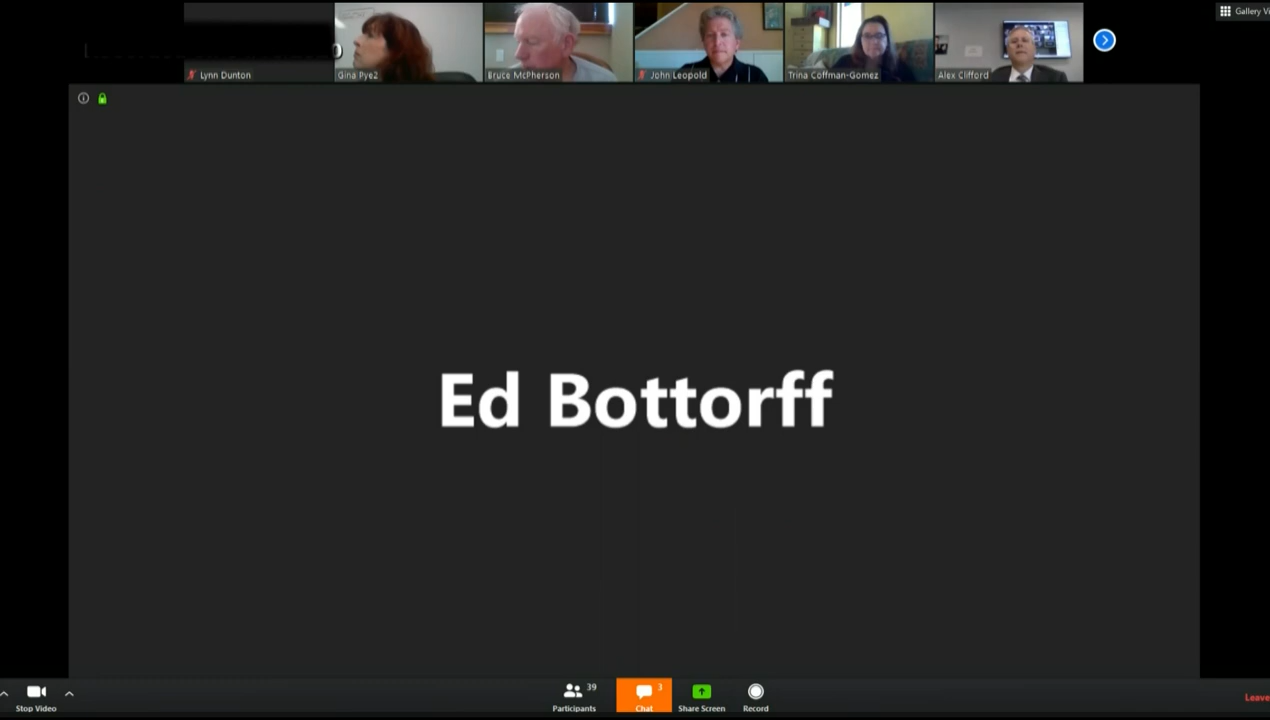 Gallery Vi
Lynn Dunton
Gina Pye2
Bruce McPherson
John Leopold
Trina Coffman-Gomez
Alex Clifford
Ed Bottorff
Stop Video
39
Participants
3
Chat
Share Screen
Record
Leave